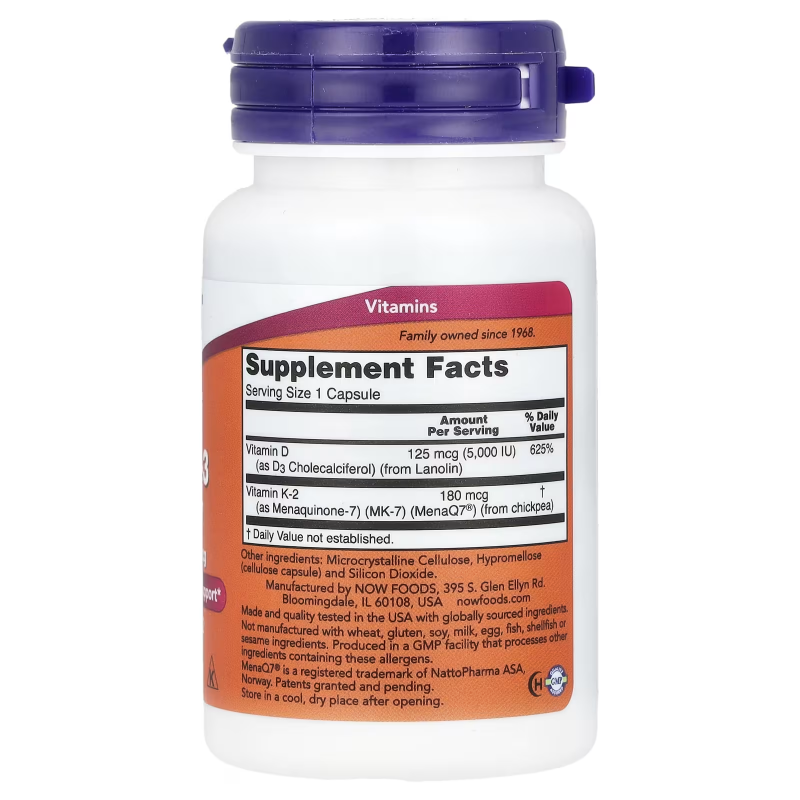 Vitamins
Family owned since 1968.
Supplement Facts
Serving Size 1 Capsule
Amount Per Serving
% Daily Value
Vitamin D 125 mcg (5,000 IU) 625%
(as D3 Cholecalciferol) (from Lanolin)
Vitamin K-2 180 mcg †
(as Menaquinone-7) (MK-7) (MenaQ7®) (from chickpea)
† Daily Value not established.
Other ingredients: Microcrystalline Cellulose, Hypromellose
(cellulose capsule) and Silicon Dioxide.
Manufactured by NOW FOODS, 395 S. Glen Ellyn Rd.
Bloomingdale, IL 60108, USA nowfoods.com
Made and quality tested in the USA with globally sourced ingredients.
Not manufactured with wheat, gluten, soy, milk, egg, fish, shellfish or
sesame ingredients. Produced in a GMP facility that processes other
ingredients containing these allergens.
MenaQ7® is a registered trademark of NattoPharma ASA,
Norway. Patents granted and pending.
Store in a cool, dry place after opening.
3
GMP